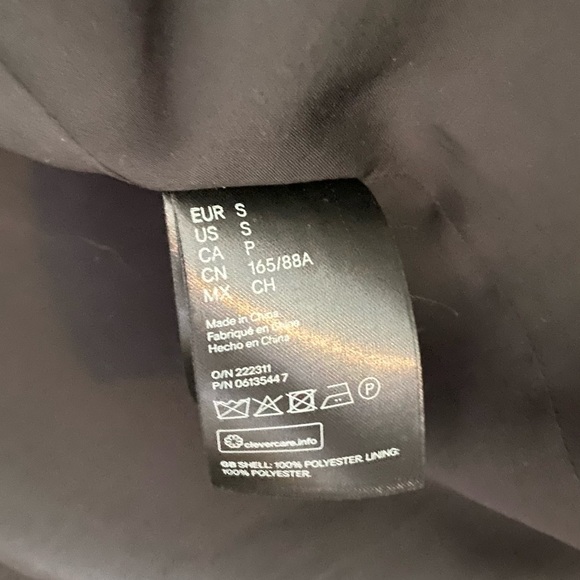 EUR S
US S
CA P
CN 165/88A
MX CH
Made in China
Fabriqué en Chine
Hecho en China
O/N 222311
P/N 0613544 7
P
clevercare.info
GB SHELL: 100% POLYESTER. LINING:
100% POLYESTER.